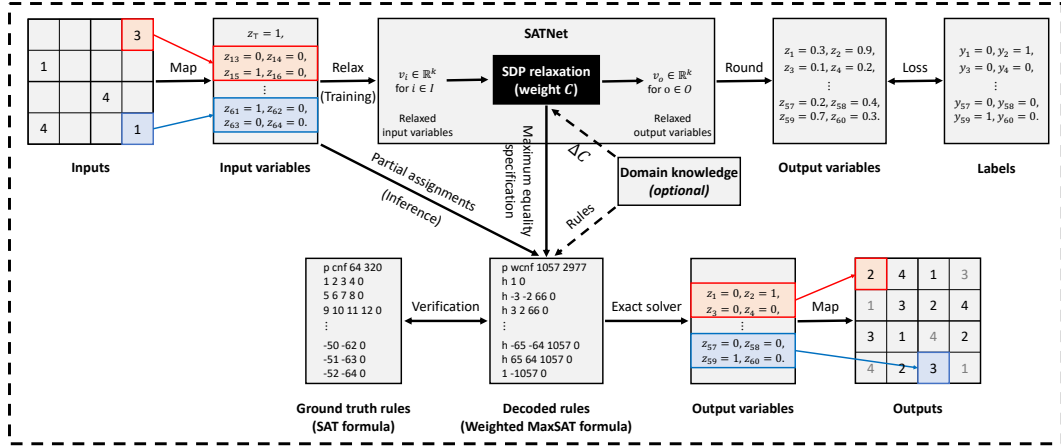 3
1
4
4
1
Inputs
Map
z_T = 1,
z_13 = 0, z_14 = 0,
z_15 = 1, z_16 = 0,
⋮
z_61 = 1, z_62 = 0,
z_63 = 0, z_64 = 0.
Input variables
Relax
(Training)
SATNet
v_i ∈ ℝ^k
for i ∈ I
Relaxed
input variables
SDP relaxation
(weight C)
v_o ∈ ℝ^k
for o ∈ O
Relaxed
output variables
Round
z_1 = 0.3, z_2 = 0.9,
z_3 = 0.1, z_4 = 0.2,
⋮
z_57 = 0.2, z_58 = 0.4,
z_59 = 0.7, z_60 = 0.3.
Output variables
Loss
y_1 = 0, y_2 = 1,
y_3 = 0, y_4 = 0,
⋮
y_57 = 0, y_58 = 0,
y_59 = 1, y_60 = 0.
Labels
Partial assignments
(Inference)
Maximum equality
specification
ΔC
Domain knowledge
(optional)
Rules
p cnf 64 320
1 2 3 4 0
5 6 7 8 0
9 10 11 12 0
⋮
-50 -62 0
-51 -63 0
-52 -64 0
Ground truth rules
(SAT formula)
Verification
p wcnf 1057 2977
h 1 0
h -3 -2 66 0
h 3 2 66 0
⋮
h -65 -64 1057 0
h 65 64 1057 0
1 -1057 0
Decoded rules
(Weighted MaxSAT formula)
Exact solver
z_1 = 0, z_2 = 1,
z_3 = 0, z_4 = 0,
⋮
z_57 = 0, z_58 = 0,
z_59 = 1, z_60 = 0.
Output variables
Map
2 4 1 3
1 3 2 4
3 1 4 2
4 2 3 1
Outputs